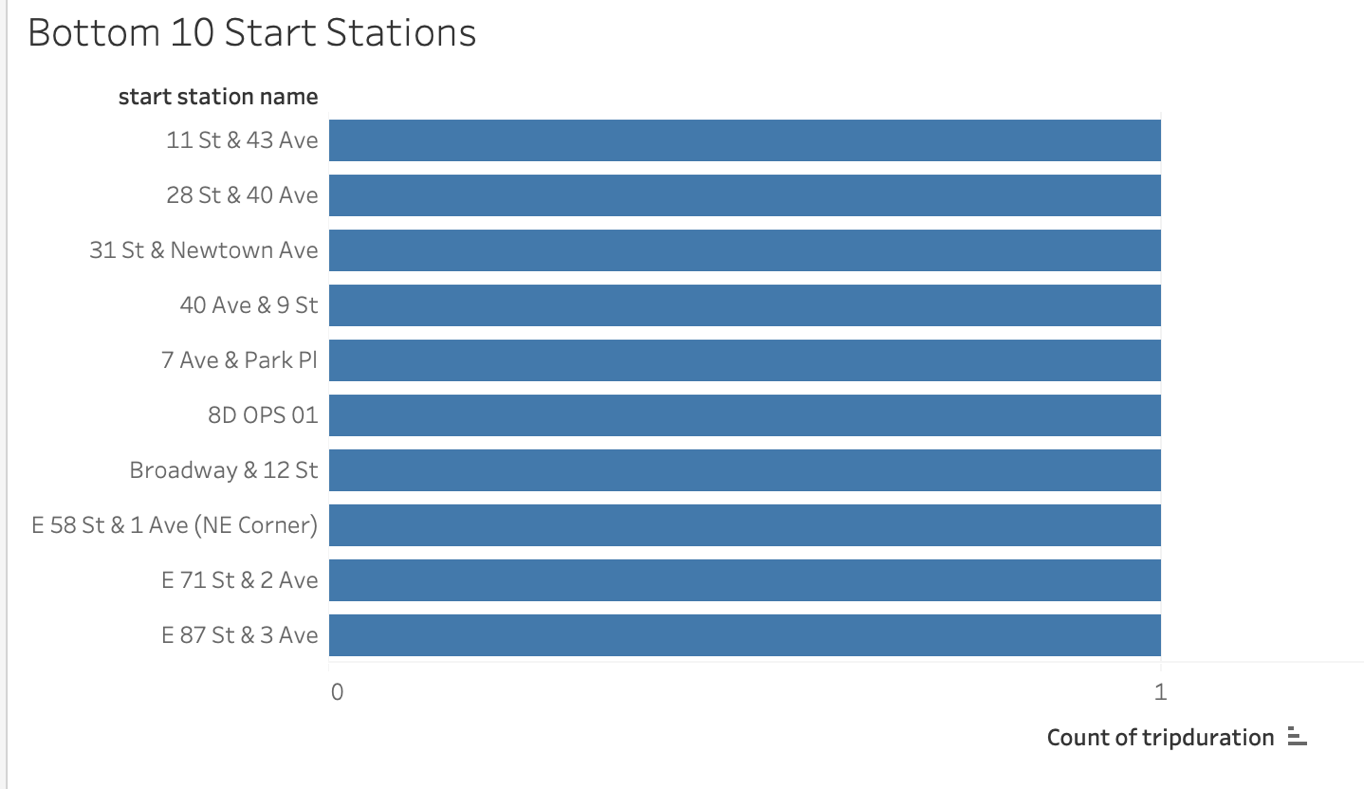 Bottom 10 Start Stations
start station name
11 St & 43 Ave
28 St & 40 Ave
31 St & Newtown Ave
40 Ave & 9 St
7 Ave & Park Pl
8D OPS 01
Broadway & 12 St
E 58 St & 1 Ave (NE Corner)
E 71 St & 2 Ave
E 87 St & 3 Ave
0 1
Count of tripduration